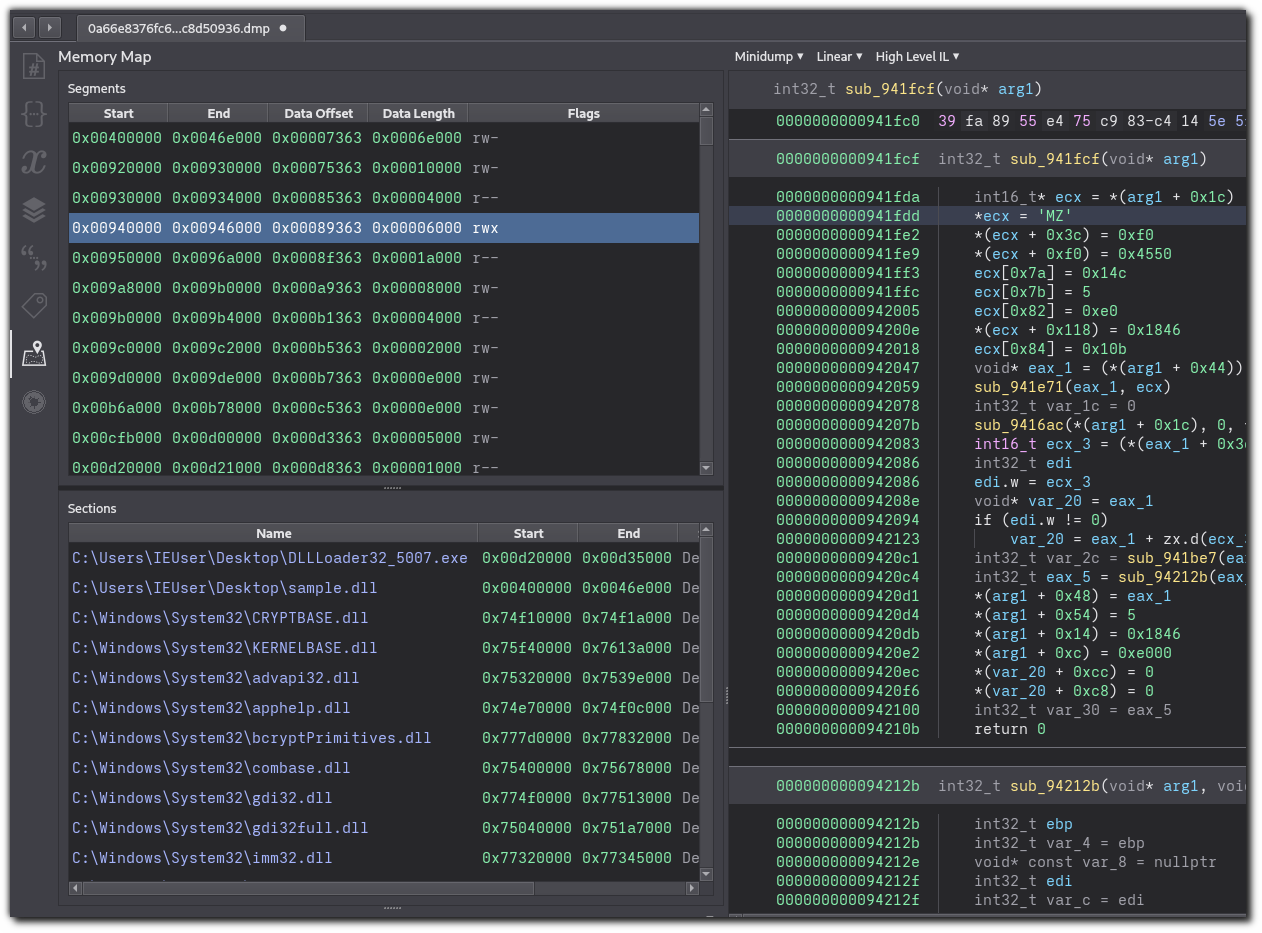 0a66e8376fc6...c8d50936.dmp ●
Memory Map
Segments
Start End Data Offset Data Length Flags
0x00400000 0x0046e000 0x00007363 0x0006e000 rw-
0x00920000 0x00930000 0x00075363 0x00010000 rw-
0x00930000 0x00934000 0x00085363 0x00004000 r--
0x00940000 0x00946000 0x00089363 0x00006000 rwx
0x00950000 0x0096a000 0x0008f363 0x0001a000 r--
0x009a8000 0x009b0000 0x000a9363 0x00008000 rw-
0x009b0000 0x009b4000 0x000b1363 0x00004000 r--
0x009c0000 0x009c2000 0x000b5363 0x00002000 rw-
0x009d0000 0x009de000 0x000b7363 0x0000e000 rw-
0x00b6a000 0x00b78000 0x000c5363 0x0000e000 rw-
0x00cfb000 0x00d00000 0x000d3363 0x00005000 rw-
0x00d20000 0x00d21000 0x000d8363 0x00001000 r--
Sections
Name Start End
C:\Users\IEUser\Desktop\DLLLoader32_5007.exe 0x00d20000 0x00d35000 De
C:\Users\IEUser\Desktop\sample.dll 0x00400000 0x0046e000 De
C:\Windows\System32\CRYPTBASE.dll 0x74f10000 0x74f1a000 De
C:\Windows\System32\KERNELBASE.dll 0x75f40000 0x7613a000 De
C:\Windows\System32\advapi32.dll 0x75320000 0x7539e000 De
C:\Windows\System32\apphelp.dll 0x74e70000 0x74f0c000 De
C:\Windows\System32\bcryptPrimitives.dll 0x777d0000 0x77832000 De
C:\Windows\System32\combase.dll 0x75400000 0x75678000 De
C:\Windows\System32\gdi32.dll 0x774f0000 0x77513000 De
C:\Windows\System32\gdi32full.dll 0x75040000 0x751a7000 De
C:\Windows\System32\imm32.dll 0x77320000 0x77345000 De
Minidump ▾ Linear ▾ High Level IL ▾
int32_t sub_941fcf(void* arg1)
0000000000941fc0 39 fa 89 55 e4 75 c9 83-c4 14 5e 5
0000000000941fcf int32_t sub_941fcf(void* arg1)
0000000000941fda int16_t* ecx = *(arg1 + 0x1c)
0000000000941fdd *ecx = 'MZ'
0000000000941fe2 *(ecx + 0x3c) = 0xf0
0000000000941fe9 *(ecx + 0xf0) = 0x4550
0000000000941ff3 ecx[0x7a] = 0x14c
0000000000941ffc ecx[0x7b] = 5
0000000000942005 ecx[0x82] = 0xe0
000000000094200e *(ecx + 0x118) = 0x1846
0000000000942018 ecx[0x84] = 0x10b
0000000000942047 void* eax_1 = (*(arg1 + 0x44))
0000000000942059 sub_941e71(eax_1, ecx)
0000000000942078 int32_t var_1c = 0
000000000094207b sub_9416ac(*(arg1 + 0x1c), 0,
0000000000942083 int16_t ecx_3 = (*(eax_1 + 0x3
0000000000942086 int32_t edi
0000000000942086 edi.w = ecx_3
000000000094208e void* var_20 = eax_1
0000000000942094 if (edi.w != 0)
0000000000942123 var_20 = eax_1 + zx.d(ecx_
00000000009420c1 int32_t var_2c = sub_941be7(ea
00000000009420c4 int32_t eax_5 = sub_94212b(eax
00000000009420d1 *(arg1 + 0x48) = eax_1
00000000009420d4 *(arg1 + 0x54) = 5
00000000009420db *(arg1 + 0x14) = 0x1846
00000000009420e2 *(arg1 + 0xc) = 0xe000
00000000009420ec *(var_20 + 0xcc) = 0
00000000009420f6 *(var_20 + 0xc8) = 0
0000000000942100 int32_t var_30 = eax_5
000000000094210b return 0
000000000094212b int32_t sub_94212b(void* arg1, voi
000000000094212b int32_t ebp
000000000094212b int32_t var_4 = ebp
000000000094212e void* const var_8 = nullptr
000000000094212f int32_t edi
000000000094212f int32_t var_c = edi